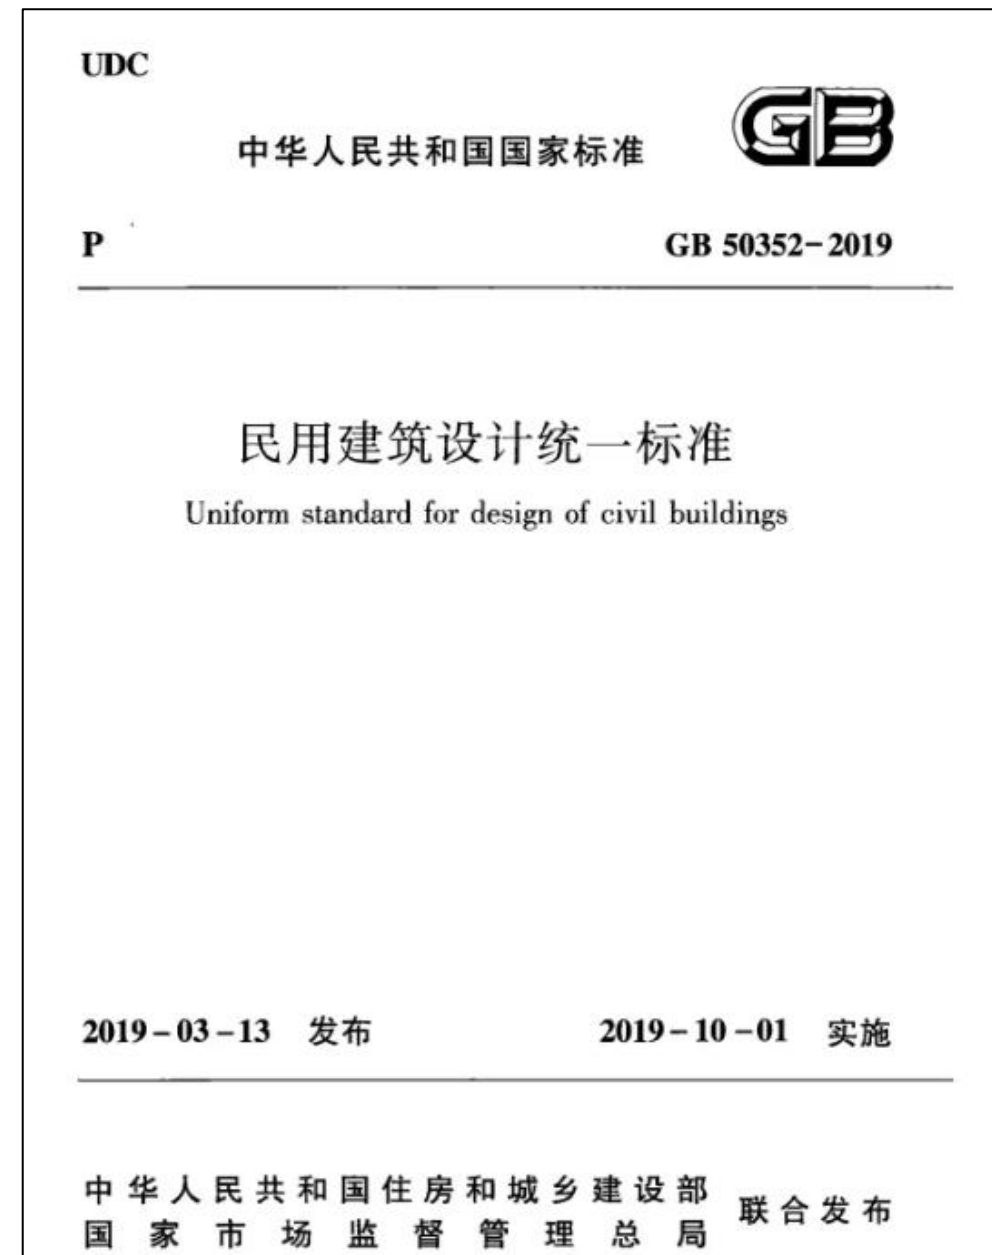 UDC
中华人民共和国国家标准
GB
P
GB 50352-2019
民用建筑设计统一标准
Uniform standard for design of civil buildings
2019-03-13 发布
2019-10-01 实施
中华人民共和国住房和城乡建设部
国家市场监督管理总局
联合发布